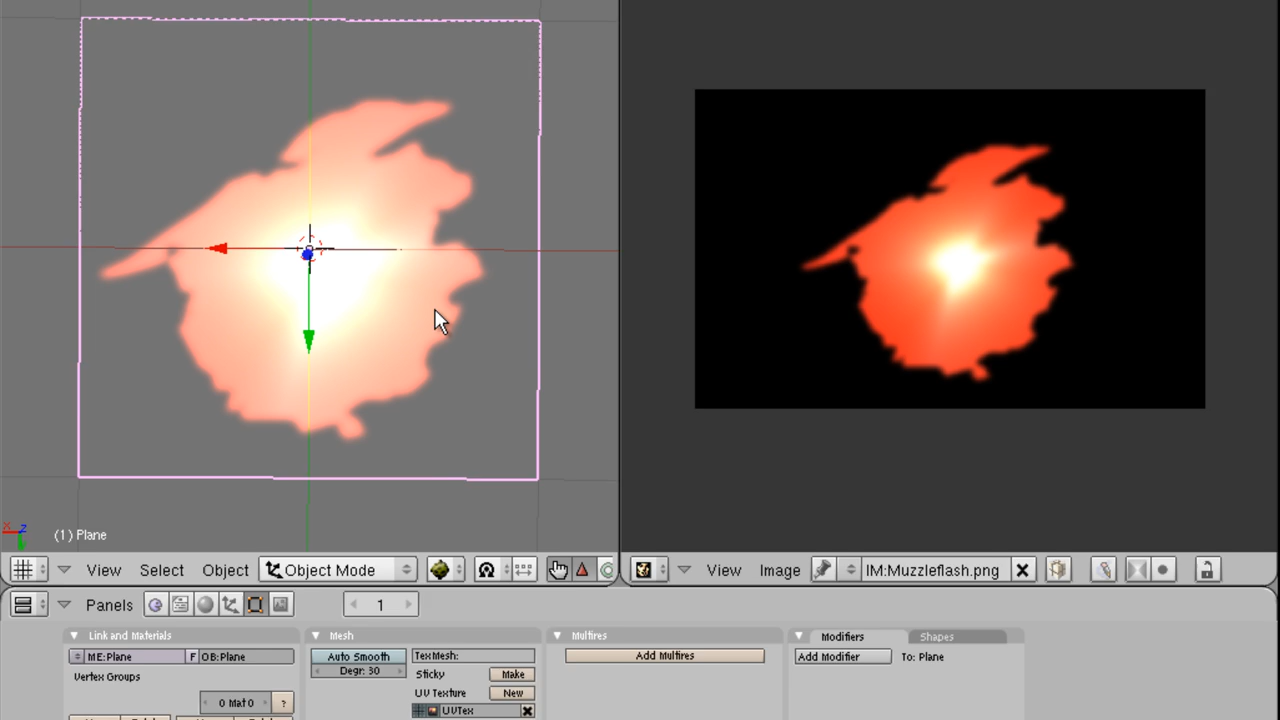 x z
(1) Plane
View Select Object Object Mode
View Image IM:Muzzleflash.png
Panels 1
Link and Materials
ME:Plane F OB:Plane
Vertex Groups
0 Mat 0 ?
Mesh
Auto Smooth
Degr: 30
TexMesh:
Sticky Make
UV Texture New
UVTex
Multires
Add Multires
Modifiers Shapes
Add Modifier To: Plane